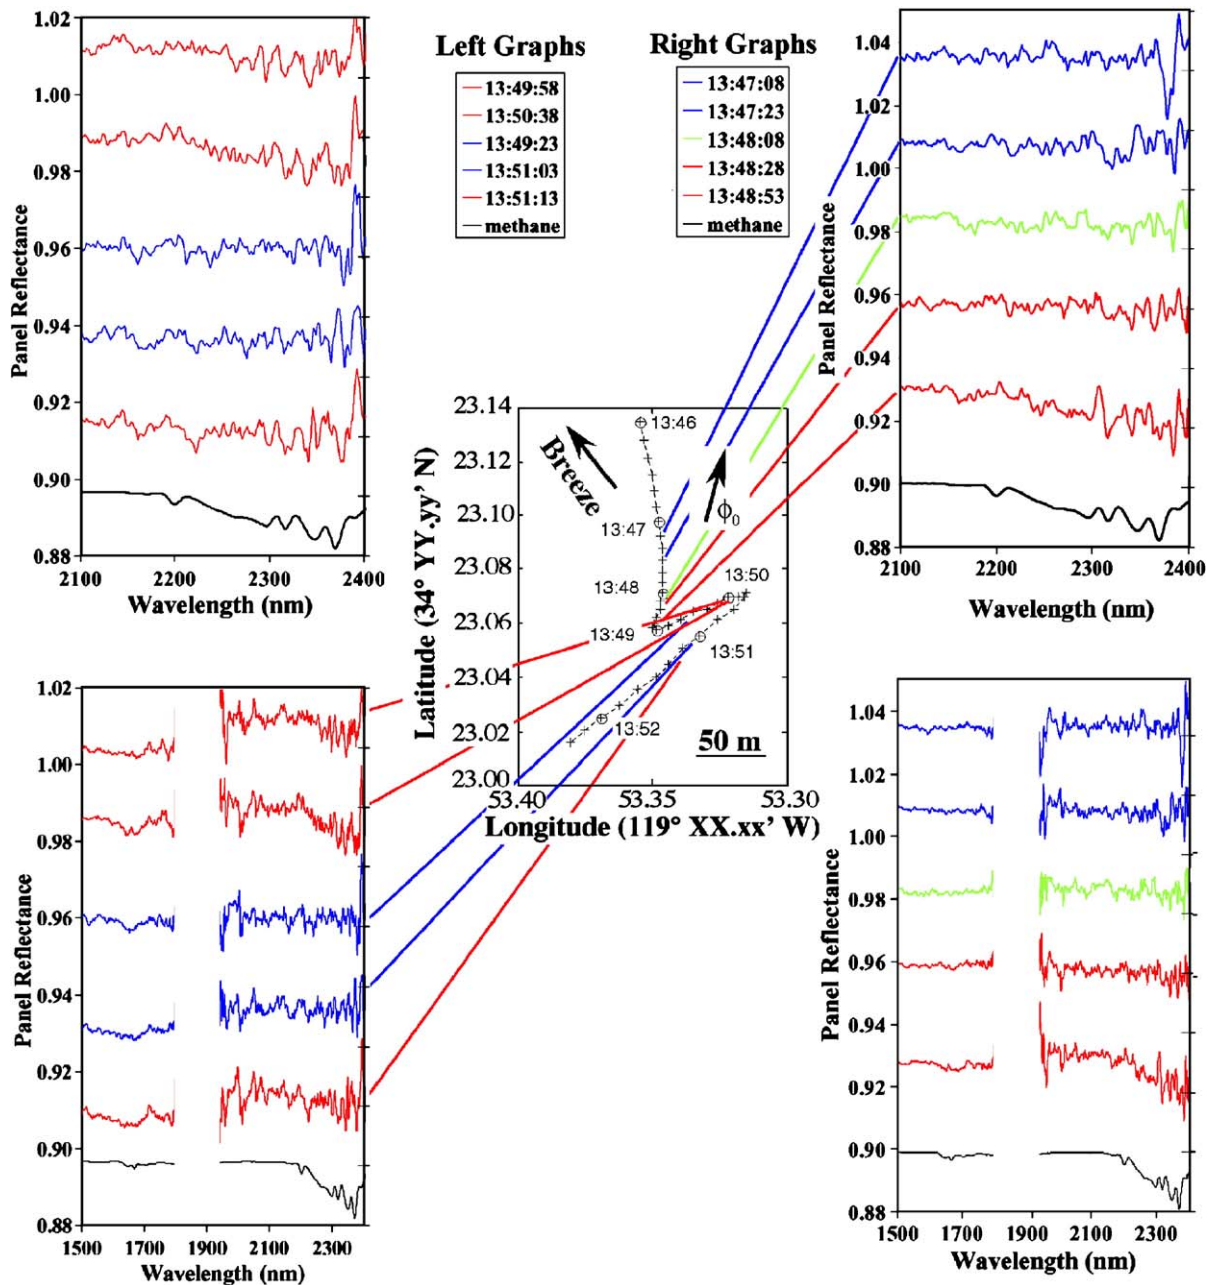 Left Graphs
13:49:58
13:50:38
13:49:23
13:51:03
13:51:13
methane
Right Graphs
13:47:08
13:47:23
13:48:08
13:48:28
13:48:53
methane
1.02
1.00
0.98
0.96
0.94
0.92
0.90
0.88
Panel Reflectance
2100 2200 2300 2400
Wavelength (nm)
1.04
1.02
1.00
0.98
0.96
0.94
0.92
0.90
0.88
Panel Reflectance
2100 2200 2300 2400
Wavelength (nm)
23.14
23.12
23.10
23.08
23.06
23.04
23.02
23.00
Latitude (34° YY.yy' N)
53.40 53.35 53.30
Longitude (119° XX.xx' W)
Breeze
ϕ0
13:46
13:47
13:48
13:49
13:50
13:51
13:52
50 m
1.02
1.00
0.98
0.96
0.94
0.92
0.90
0.88
Panel Reflectance
1500 1700 1900 2100 2300
Wavelength (nm)
1.04
1.02
1.00
0.98
0.96
0.94
0.92
0.90
0.88
Panel Reflectance
1500 1700 1900 2100 2300
Wavelength (nm)